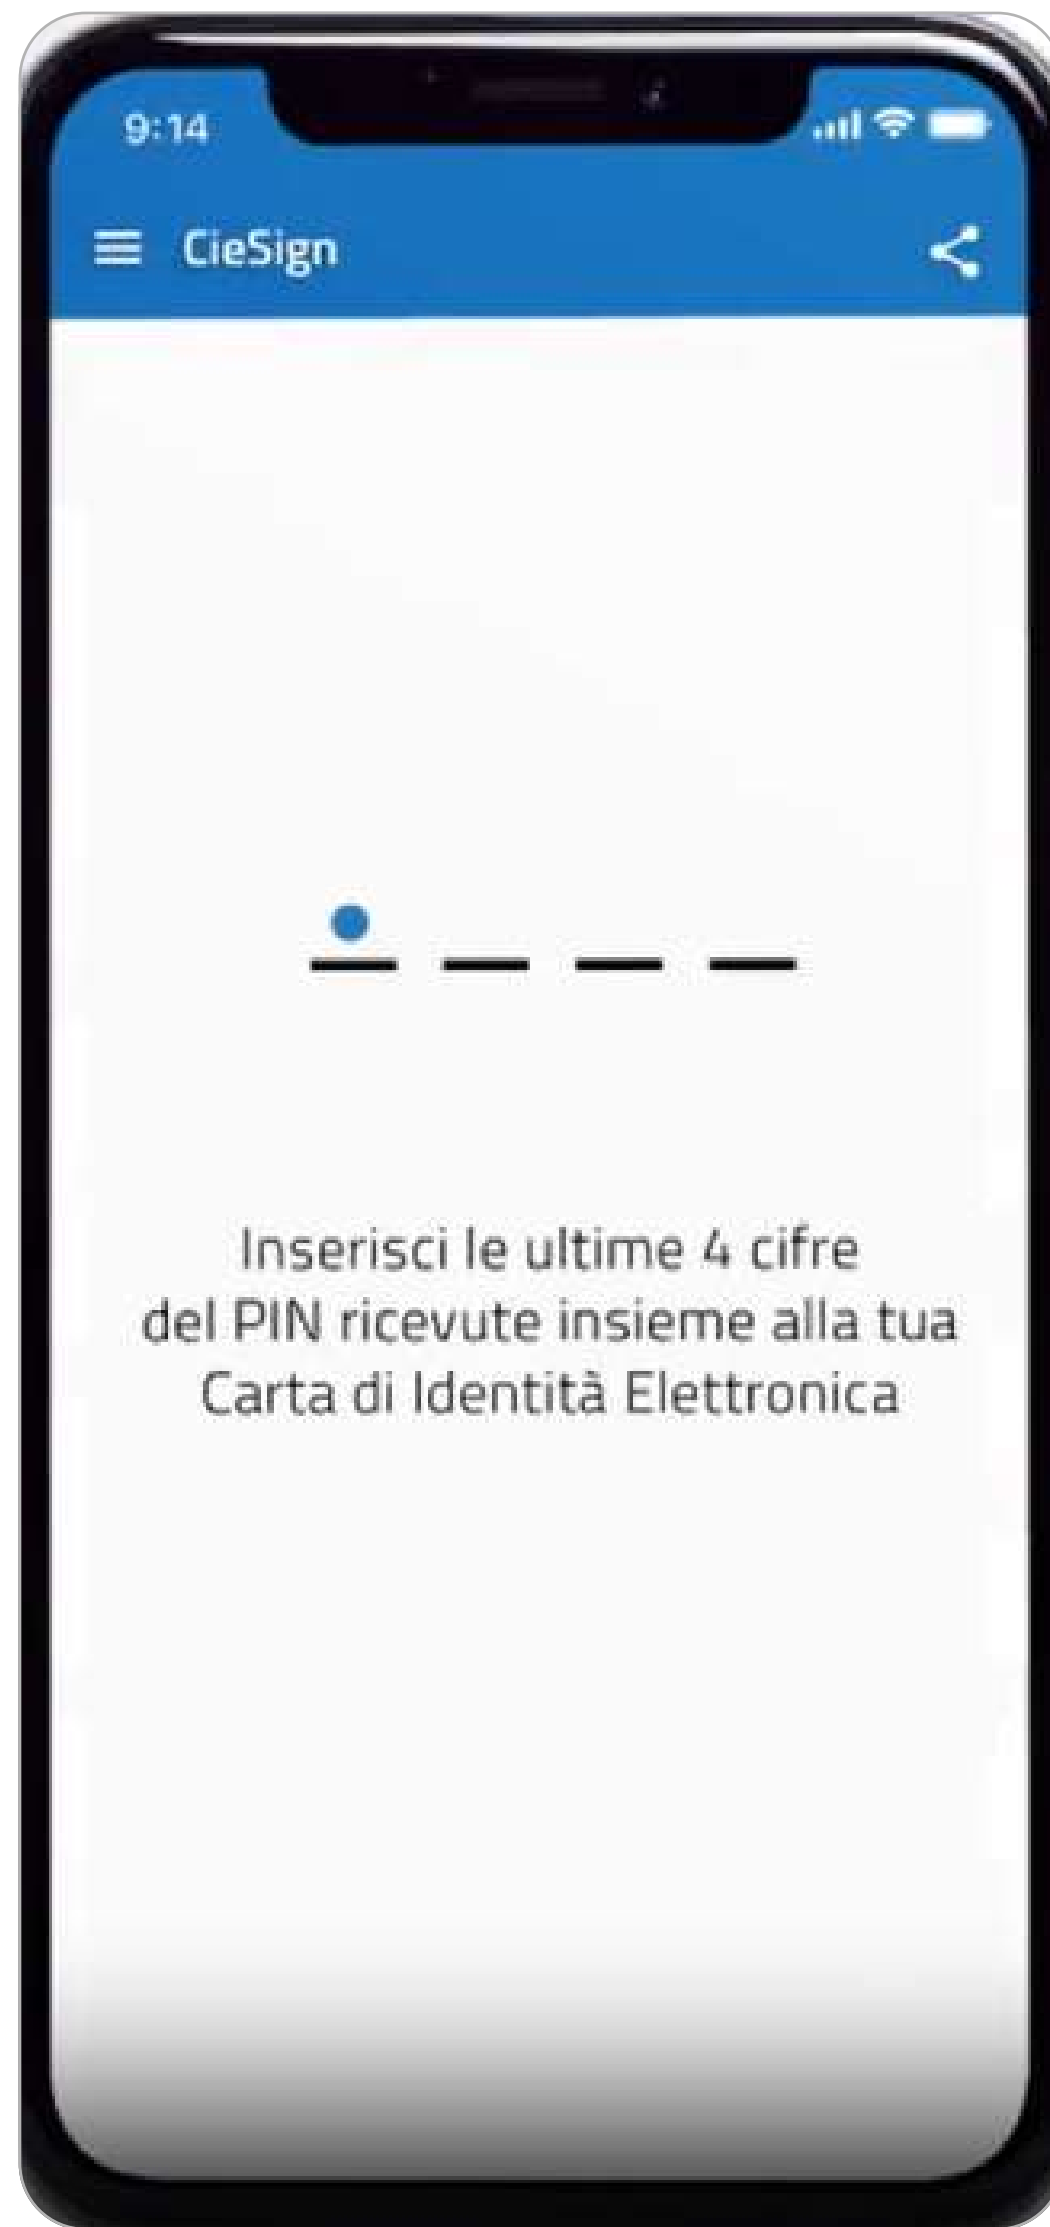 9:14
CieSign
Inserisci le ultime 4 cifre
del PIN ricevute insieme alla tua
Carta di Identità Elettronica